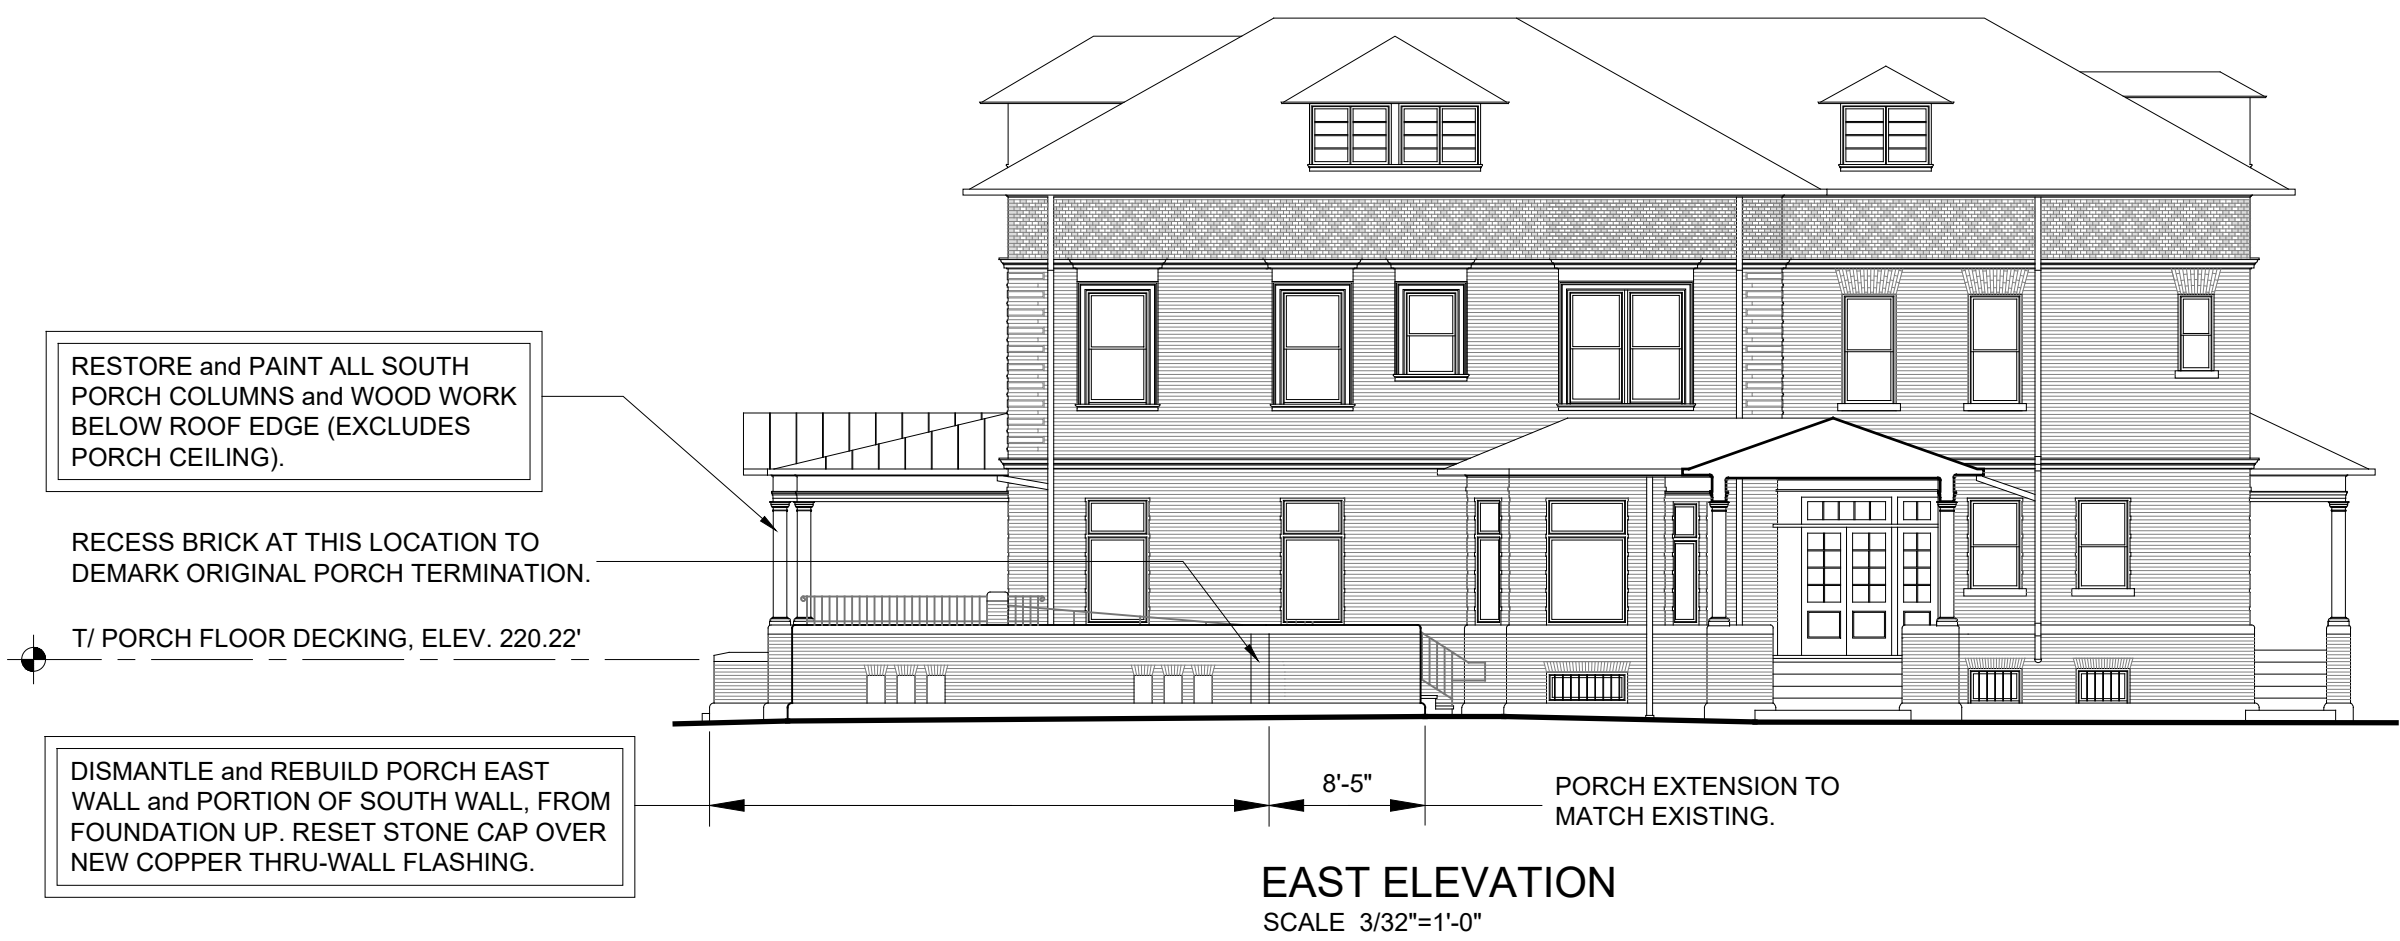 RESTORE and PAINT ALL SOUTH
PORCH COLUMNS and WOOD WORK
BELOW ROOF EDGE (EXCLUDES
PORCH CEILING).
RECESS BRICK AT THIS LOCATION TO
DEMARK ORIGINAL PORCH TERMINATION.
T/ PORCH FLOOR DECKING, ELEV. 220.22'
DISMANTLE and REBUILD PORCH EAST
WALL and PORTION OF SOUTH WALL, FROM
FOUNDATION UP. RESET STONE CAP OVER
NEW COPPER THRU-WALL FLASHING.
8'-5"
PORCH EXTENSION TO
MATCH EXISTING.
EAST ELEVATION
SCALE 3/32"=1'-0"